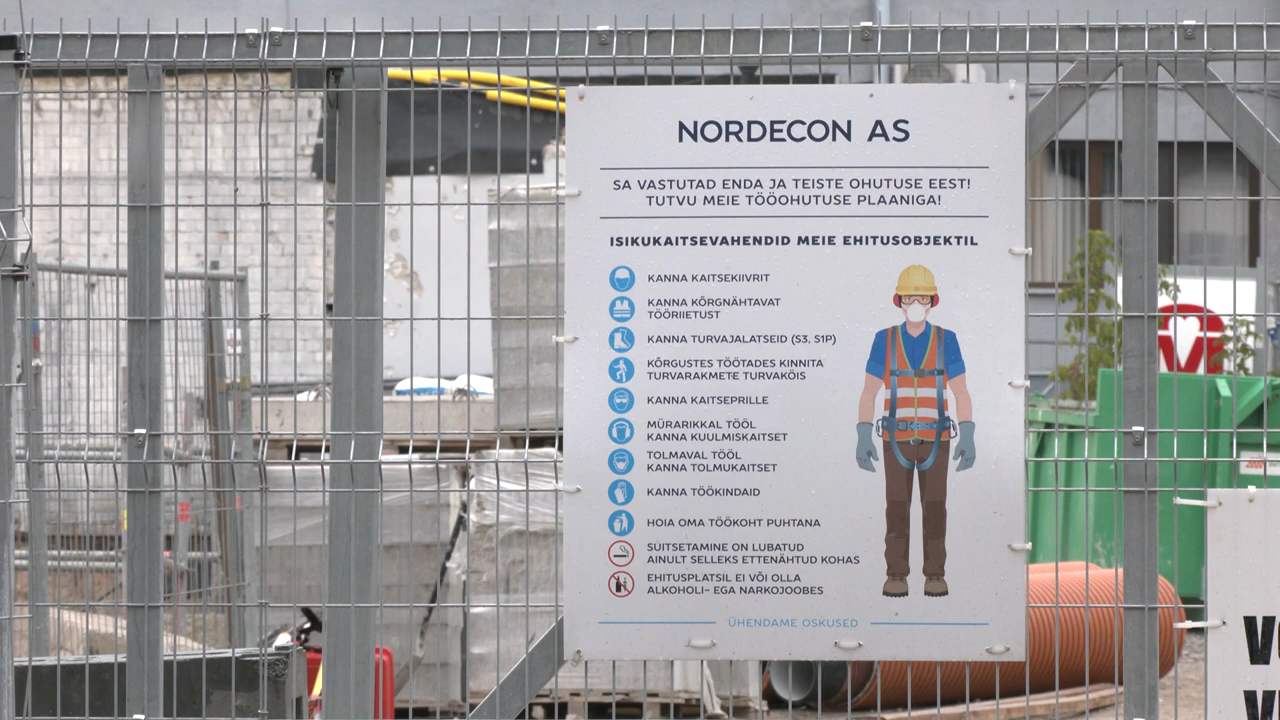 NORDECON AS
SA VASTUTAD ENDA JA TEISTE OHUTUSE EEST!
TUTVU MEIE TÖÖOHUTUSE PLAANIGA!
ISIKUKAITSEVAHENDID MEIE EHITUSOBJEKTIL
KANNA KAITSEKIIVRIT
KANNA KÕRGNÄHTAVAT
TÖÖRIIETUST
KANNA TURVAJALATSEID (S3, S1P)
KÕRGUSTES TÖÖTADES KINNITA
TURVARAKMETE TURVAKÖIS
KANNA KAITSEPRILLE
MÜRARIKKAL TÖÖL
KANNA KUULMISKAITSET
TOLMAVAL TÖÖL
KANNA TOLMUKAITSET
KANNA TÖÖKINDAID
HOIA OMA TÖÖKOHT PUHTANA
SUITSETAMINE ON LUBATUD
AINULT SELLEKS ETTENÄHTUD KOHAS
EHITUSPLATSIL EI VÕI OLLA
ALKOHOLI- EGA NARKOJOOBES
ÜHENDAME OSKUSED